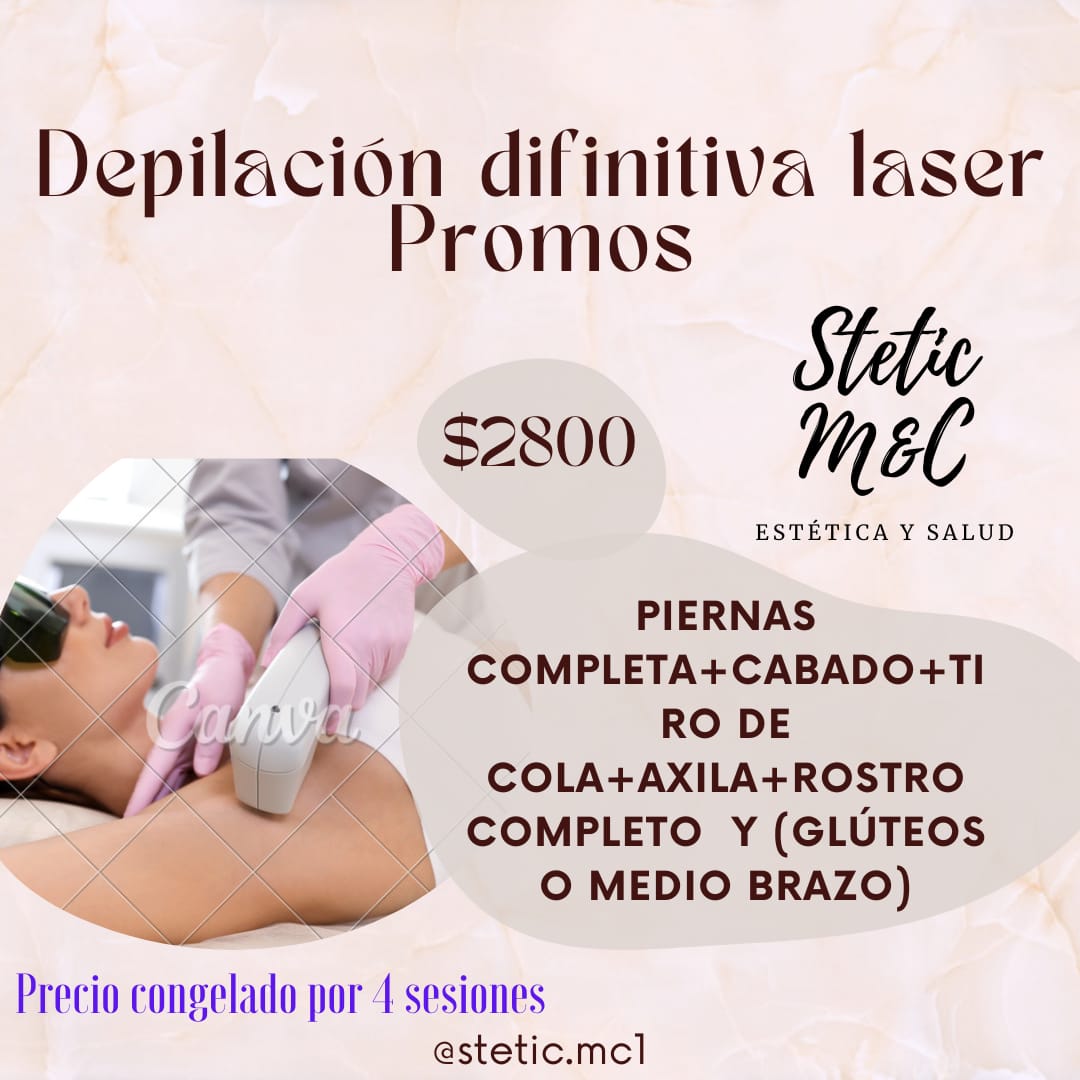 Depilación difinitiva laser
Promos
Stetic
M&C
ESTÉTICA Y SALUD
$2800
PIERNAS
COMPLETA+CABADO+TI
RO DE
COLA+AXILA+ROSTRO
COMPLETO Y (GLÚTEOS
O MEDIO BRAZO)
Canva
Precio congelado por 4 sesiones
@stetic.mc1